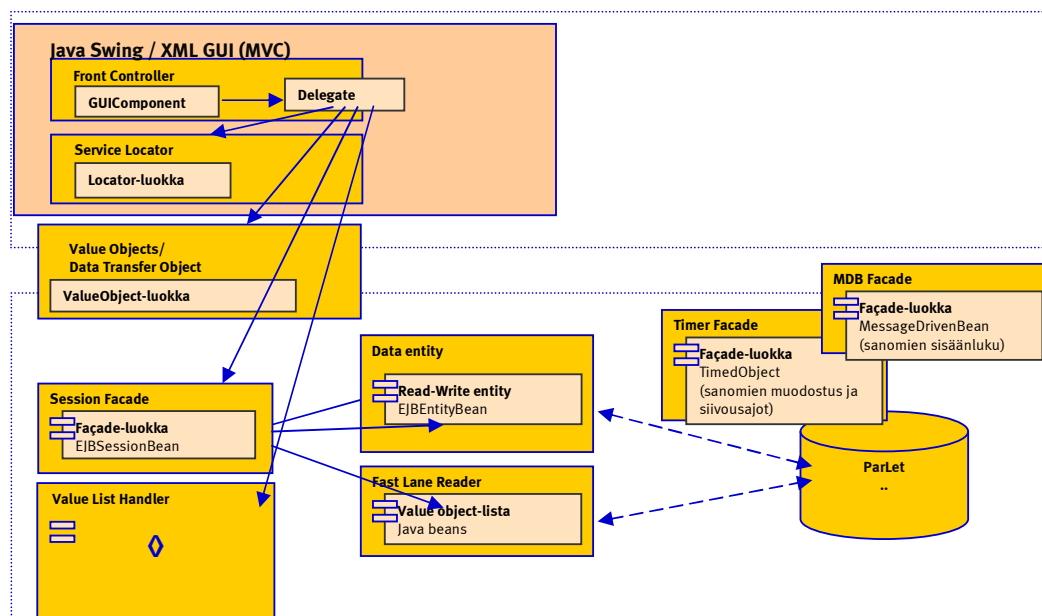 Java Swing / XML GUI (MVC)
Front Controller
GUIComponent
Delegate
Service Locator
Locator-luokka
Value Objects/
Data Transfer Object
ValueObject-luokka
MDB Facade
Façade-luokka
MessageDrivenBean
(sanomien sisäänluku)
Timer Facade
Façade-luokka
TimedObject
(sanomien muodostus ja
siivousajot)
Data entity
Read-Write entity
EJBEntityBean
Session Facade
Façade-luokka
EJBSessionBean
ParLet
..
Fast Lane Reader
Value object-lista
Java beans
Value List Handler